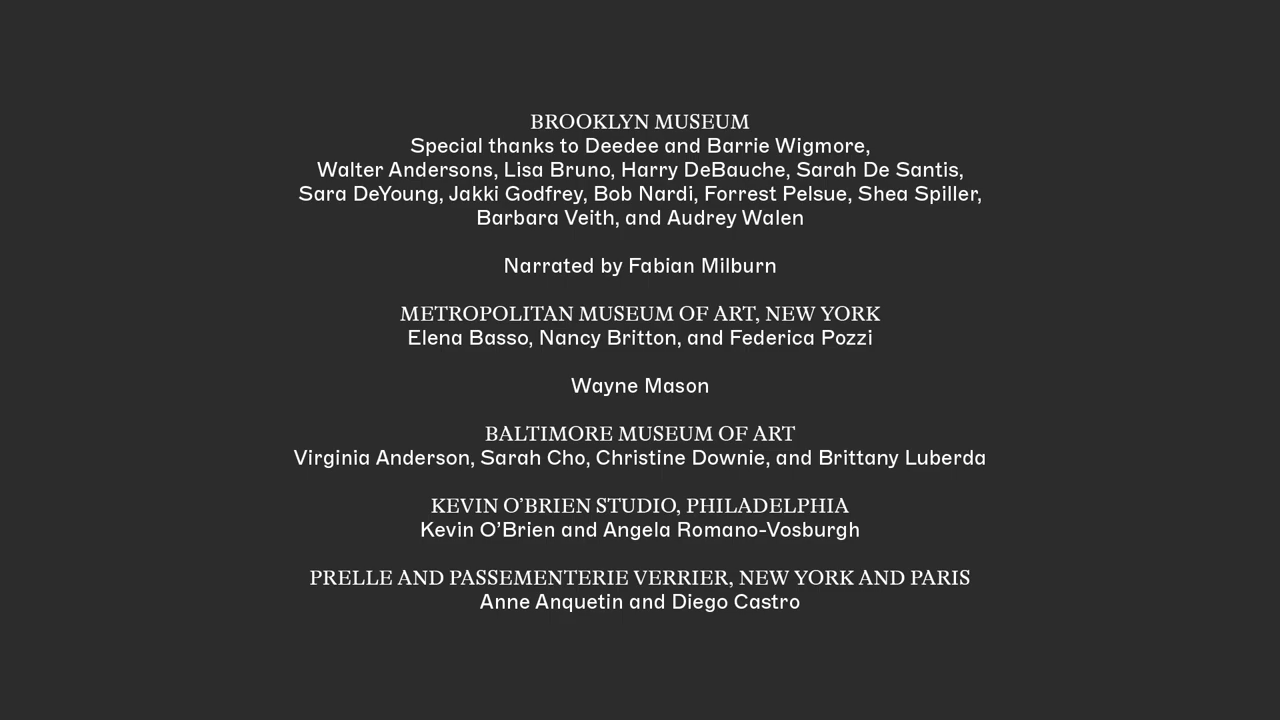 BROOKLYN MUSEUM
Special thanks to Deedee and Barrie Wigmore,
Walter Andersons, Lisa Bruno, Harry DeBauche, Sarah De Santis,
Sara DeYoung, Jakki Godfrey, Bob Nardi, Forrest Pelsue, Shea Spiller,
Barbara Veith, and Audrey Walen
Narrated by Fabian Milburn
METROPOLITAN MUSEUM OF ART, NEW YORK
Elena Basso, Nancy Britton, and Federica Pozzi
Wayne Mason
BALTIMORE MUSEUM OF ART
Virginia Anderson, Sarah Cho, Christine Downie, and Brittany Luberda
KEVIN O’BRIEN STUDIO, PHILADELPHIA
Kevin O’Brien and Angela Romano-Vosburgh
PRELLE AND PASSEMENTERIE VERRIER, NEW YORK AND PARIS
Anne Anquetin and Diego Castro